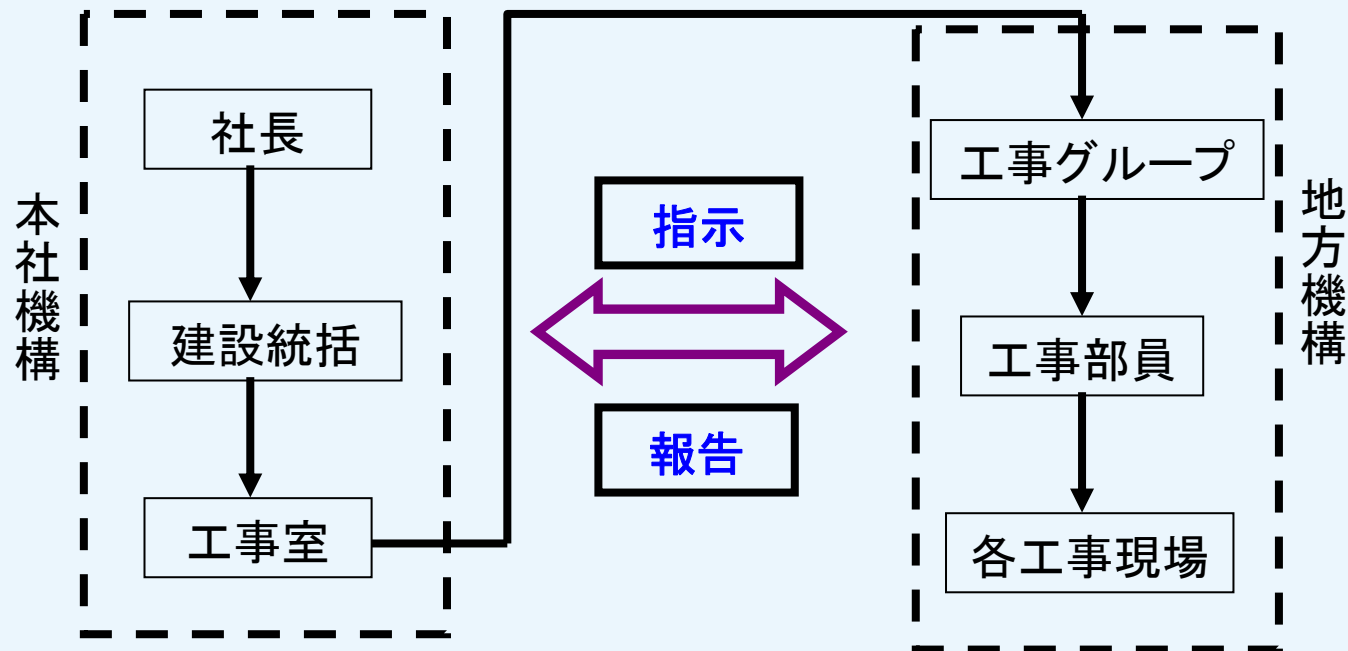 本社機構
社長
建設統括
工事室
指示
報告
工事グループ
工事部員
各工事現場
地方機構